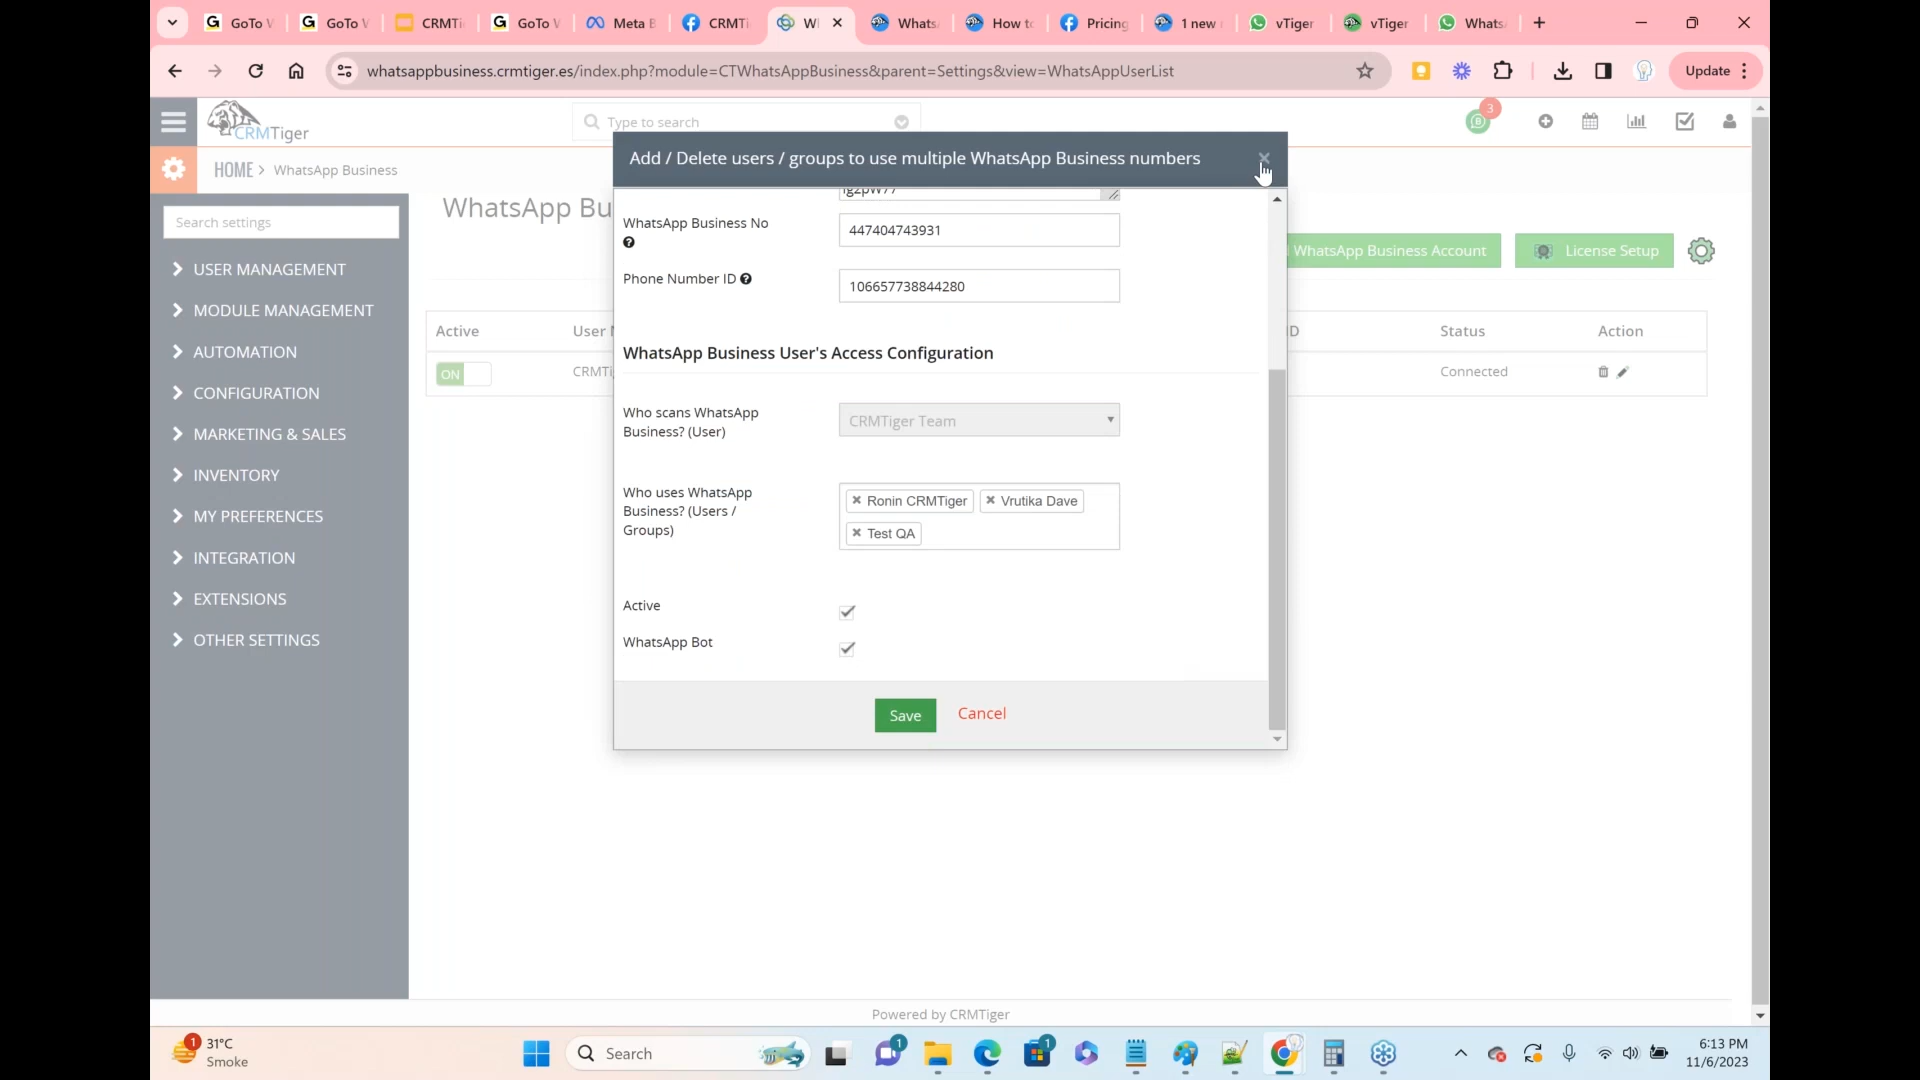 GoTo W
GoTo W
CRMTi
GoTo W
Meta B
CRMTi
Wi
Whats
How to
Pricing
1 new
vTiger
vTiger
Whats
whatsappbusiness.crmtiger.es/index.php?module=CTWhatsAppBusiness&parent=Settings&view=WhatsAppUserList
Update
CRMTiger
Type to search
B
3
HOME > WhatsApp Business
Search settings
USER MANAGEMENT
MODULE MANAGEMENT
AUTOMATION
CONFIGURATION
MARKETING & SALES
INVENTORY
MY PREFERENCES
INTEGRATION
EXTENSIONS
OTHER SETTINGS
WhatsApp Bu
WhatsApp Business Account
License Setup
Active
User N
ID
Status
Action
ON
CRMTi
Connected
Add / Delete users / groups to use multiple WhatsApp Business numbers
WhatsApp Business No
447404743931
Phone Number ID
106657738844280
WhatsApp Business User's Access Configuration
Who scans WhatsApp
Business? (User)
CRMTiger Team
Who uses WhatsApp
Business? (Users /
Groups)
Ronin CRMTiger
Vrutika Dave
Test QA
Active
WhatsApp Bot
Save
Cancel
Powered by CRMTiger
1
31°C
Smoke
Search
1
1
6:13 PM
11/6/2023